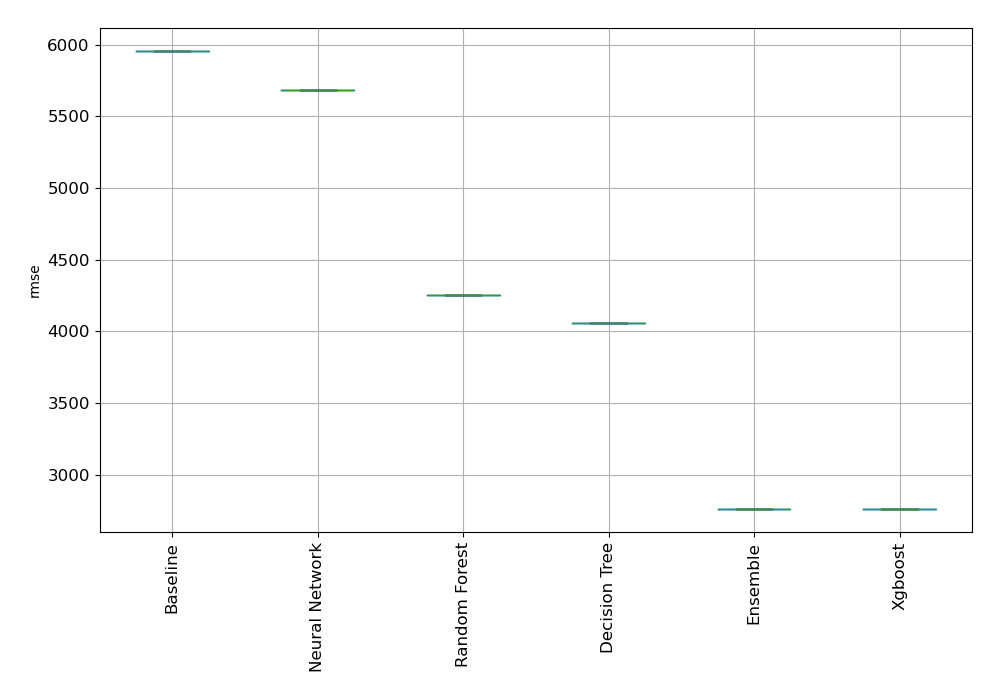 6000
5500
5000
4500
4000
3500
3000
rmse
Baseline
Neural Network
Random Forest
Decision Tree
Ensemble
Xgboost